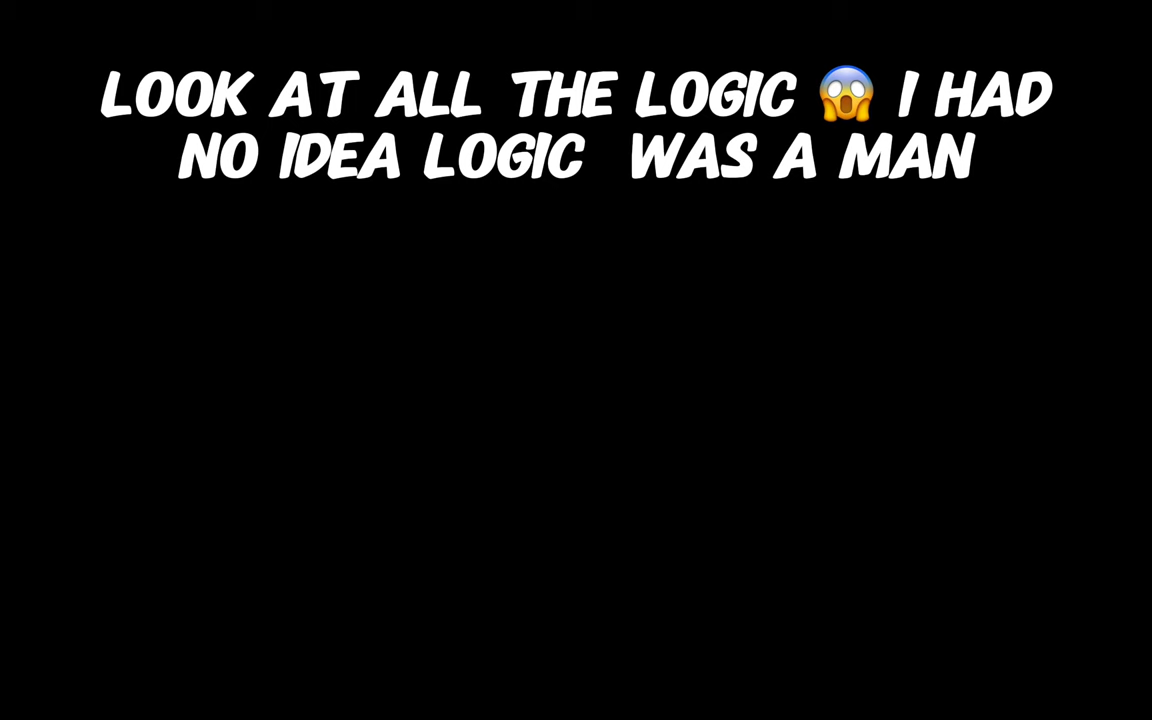 LOOK AT ALL THE LOGIC 😱 I HAD
NO IDEA LOGIC WAS A MAN